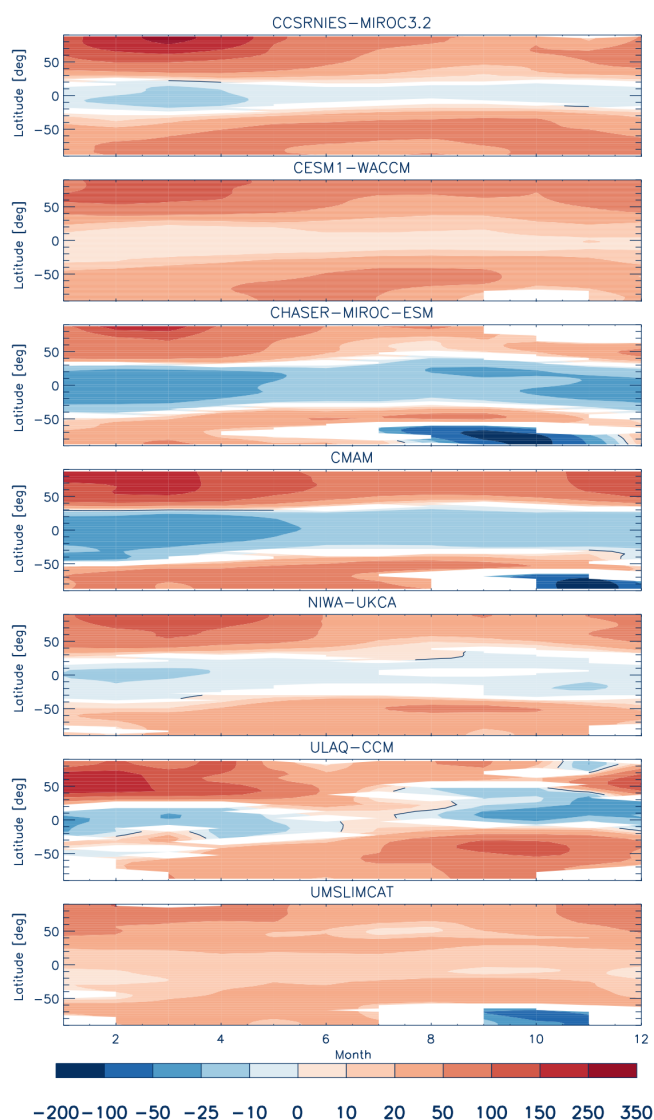 CCSRNIES-MIROC3.2
Latitude [deg]
50
0
-50
CESM1-WACCM
Latitude [deg]
50
0
-50
CHASER-MIROC-ESM
Latitude [deg]
50
0
-50
CMAM
Latitude [deg]
50
0
-50
NIWA-UKCA
Latitude [deg]
50
0
-50
ULAQ-CCM
Latitude [deg]
50
0
-50
UMSLIMCAT
Latitude [deg]
50
0
-50
2 4 6 8 10 12
Month
-200 -100 -50 -25 -10 0 10 20 50 100 150 250 350